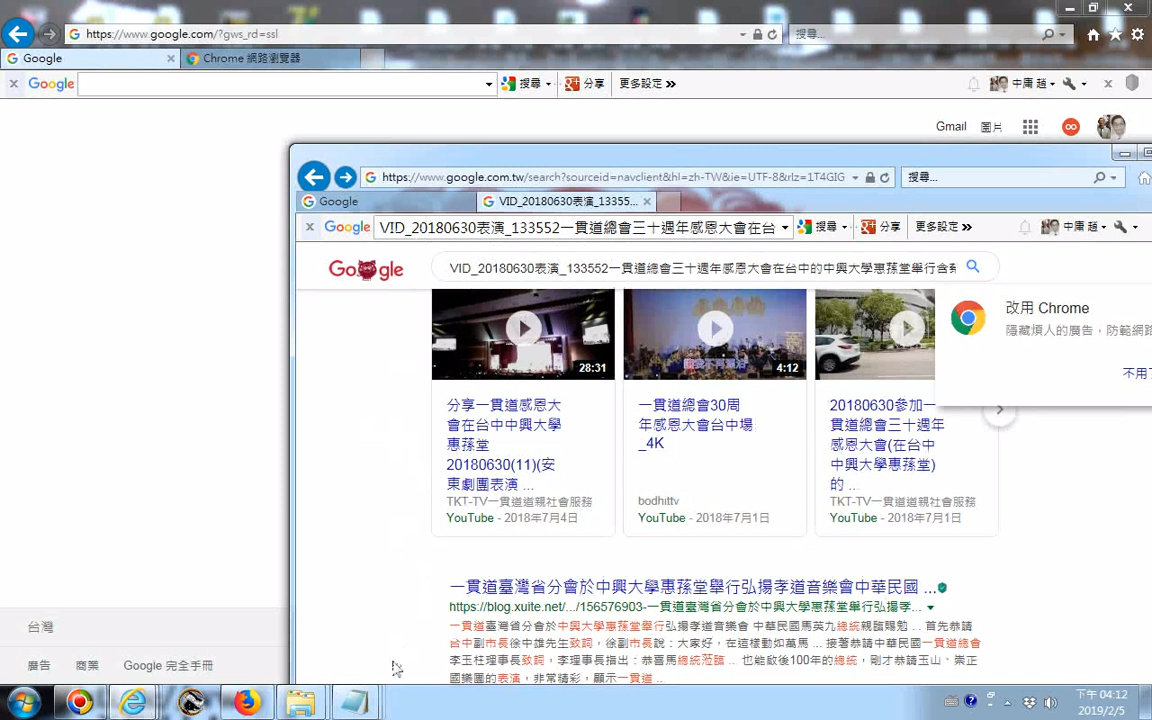 https://www.google.com/?gws_rd=ssl
搜尋...
Google
Chrome 網路瀏覽器
Google
搜尋
分享
更多設定 »
中庸 趙
Gmail
圖片
https://www.google.com.tw/search?sourceid=navclient&hl=zh-TW&ie=UTF-8&rlz=1T4GIG
搜尋...
Google
VID_20180630表演_13355...
Google
VID_20180630表演_133552一貫道總會三十週年感恩大會在台
搜尋
分享
更多設定 »
中庸 趙
Google
VID_20180630表演_133552一貫道總會三十週年感恩大會在台中的中興大學惠蓀堂舉行含
改用 Chrome
隱藏煩人的廣告，防範網
不用了
28:31
4:12
分享一貫道感恩大
會在台中中興大學
惠蓀堂
20180630(11)(安
東劇團表演 ...
TKT-TV一貫道道親社會服務
YouTube - 2018年7月4日
一貫道總會30周
年感恩大會台中場
_4K
bodhittv
YouTube - 2018年7月1日
20180630參加一
貫道總會三十週年
感恩大會(在台中
中興大學惠蓀堂)
的 ...
TKT-TV一貫道道親社會服務
YouTube - 2018年7月1日
一貫道臺灣省分會於中興大學惠蓀堂舉行弘揚孝道音樂會中華民國 ...
https://blog.xuite.net/.../156576903-一貫道臺灣省分會於中興大學惠蓀堂舉行弘揚孝...
一貫道臺灣省分會於中興大學惠蓀堂舉行弘揚孝道音樂會 中華民國馬英九總統親臨賜勉 ... 首先恭請
台中副市長徐中雄先生致詞，徐副市長說：大家好，在這樣動如萬馬 ... 接著恭請中華民國一貫道總會
李玉柱理事長致詞，李理事長指出：恭喜馬總統蒞臨 .. 也能啟後100年的總統，剛才恭請玉山、崇正
國樂團的表演，非常精彩，顯示一貫道 ..
台灣
廣告
商業
Google 完全手冊
下午 04:12
2019/2/5